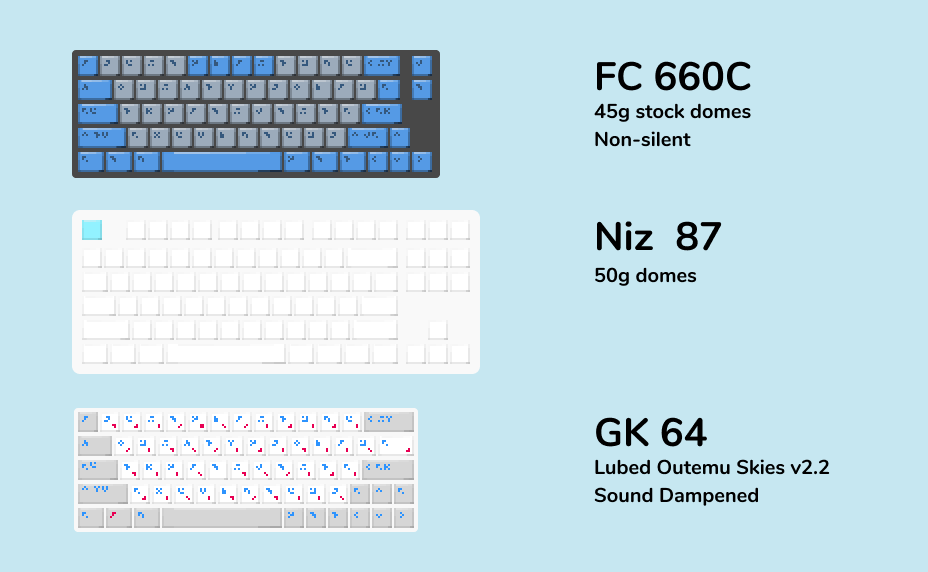 FC 660C
45g stock domes
Non-silent
Niz 87
50g domes
GK 64
Lubed Outemu Skies v2.2
Sound Dampened